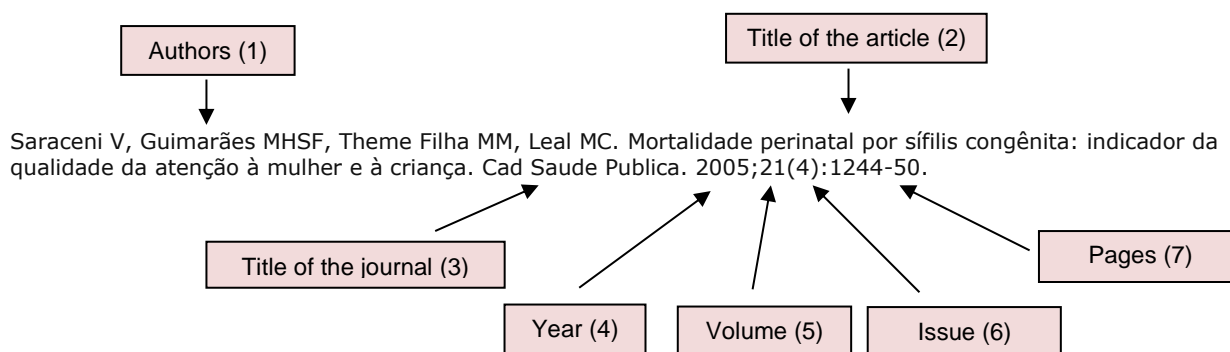 Authors (1)
Title of the article (2)
Saraceni V, Guimarães MHSF, Theme Filha MM, Leal MC. Mortalidade perinatal por sífilis congênita: indicador da
qualidade da atenção à mulher e à criança. Cad Saude Publica. 2005;21(4):1244-50.
Title of the journal (3)
Pages (7)
Year (4)
Volume (5)
Issue (6)